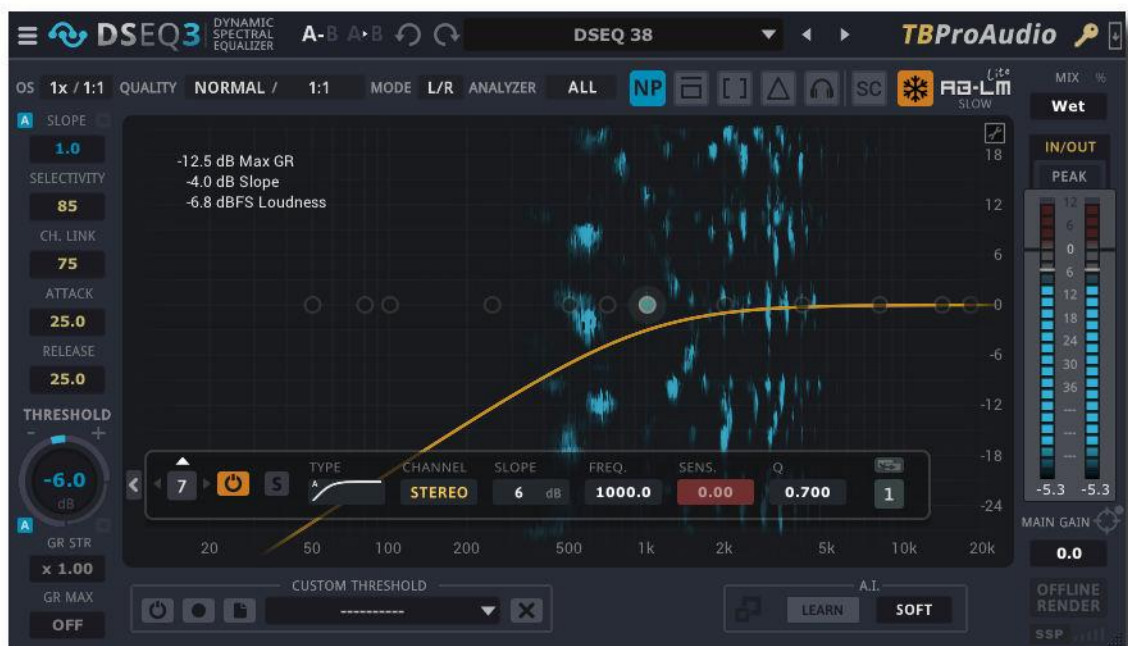 DSEQ3 DYNAMIC SPECTRAL EQUALIZER A-B A▸B DSEQ 38 TBProAudio
OS 1x / 1:1 QUALITY NORMAL / 1:1 MODE L/R ANALYZER ALL NP SC AB-LM Lite SLOW MIX % Wet
A SLOPE
1.0
SELECTIVITY
85
CH. LINK
75
ATTACK
25.0
RELEASE
25.0
THRESHOLD
- +
-6.0
dB
A
GR STR
x 1.00
GR MAX
OFF
-12.5 dB Max GR
-4.0 dB Slope
-6.8 dBFS Loudness
18
12
6
0
-6
-12
-18
-24
7 S
TYPE CHANNEL SLOPE FREQ. SENS. Q
A STEREO 6 dB 1000.0 0.00 0.700 1
20 50 100 200 500 1k 2k 5k 10k 20k
CUSTOM THRESHOLD
----------
A.I.
LEARN SOFT
IN/OUT
PEAK
12
6
0
6
12
18
24
30
36
---
---
---
-5.3 -5.3
MAIN GAIN
0.0
OFFLINE
RENDER
SSP